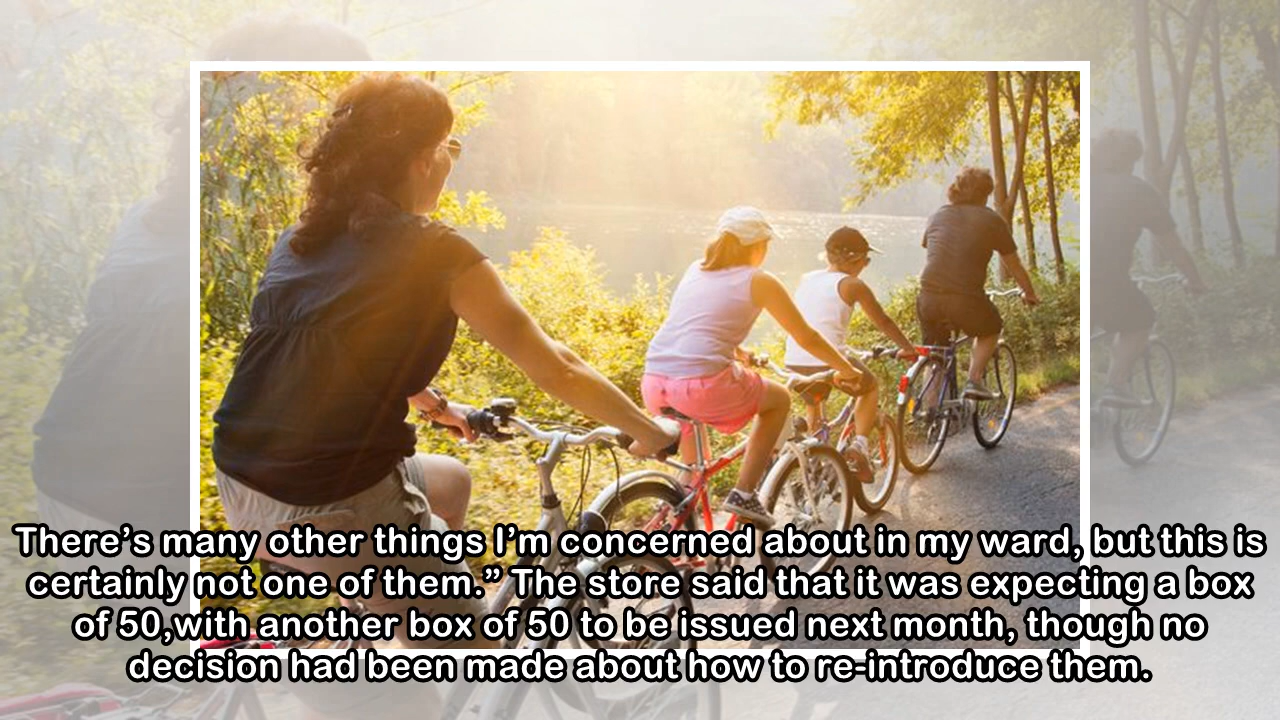 There’s many other things I’m concerned about in my ward, but this is
certainly not one of them.” The store said that it was expecting a box
of 50,with another box of 50 to be issued next month, though no
decision had been made about how to re-introduce them.